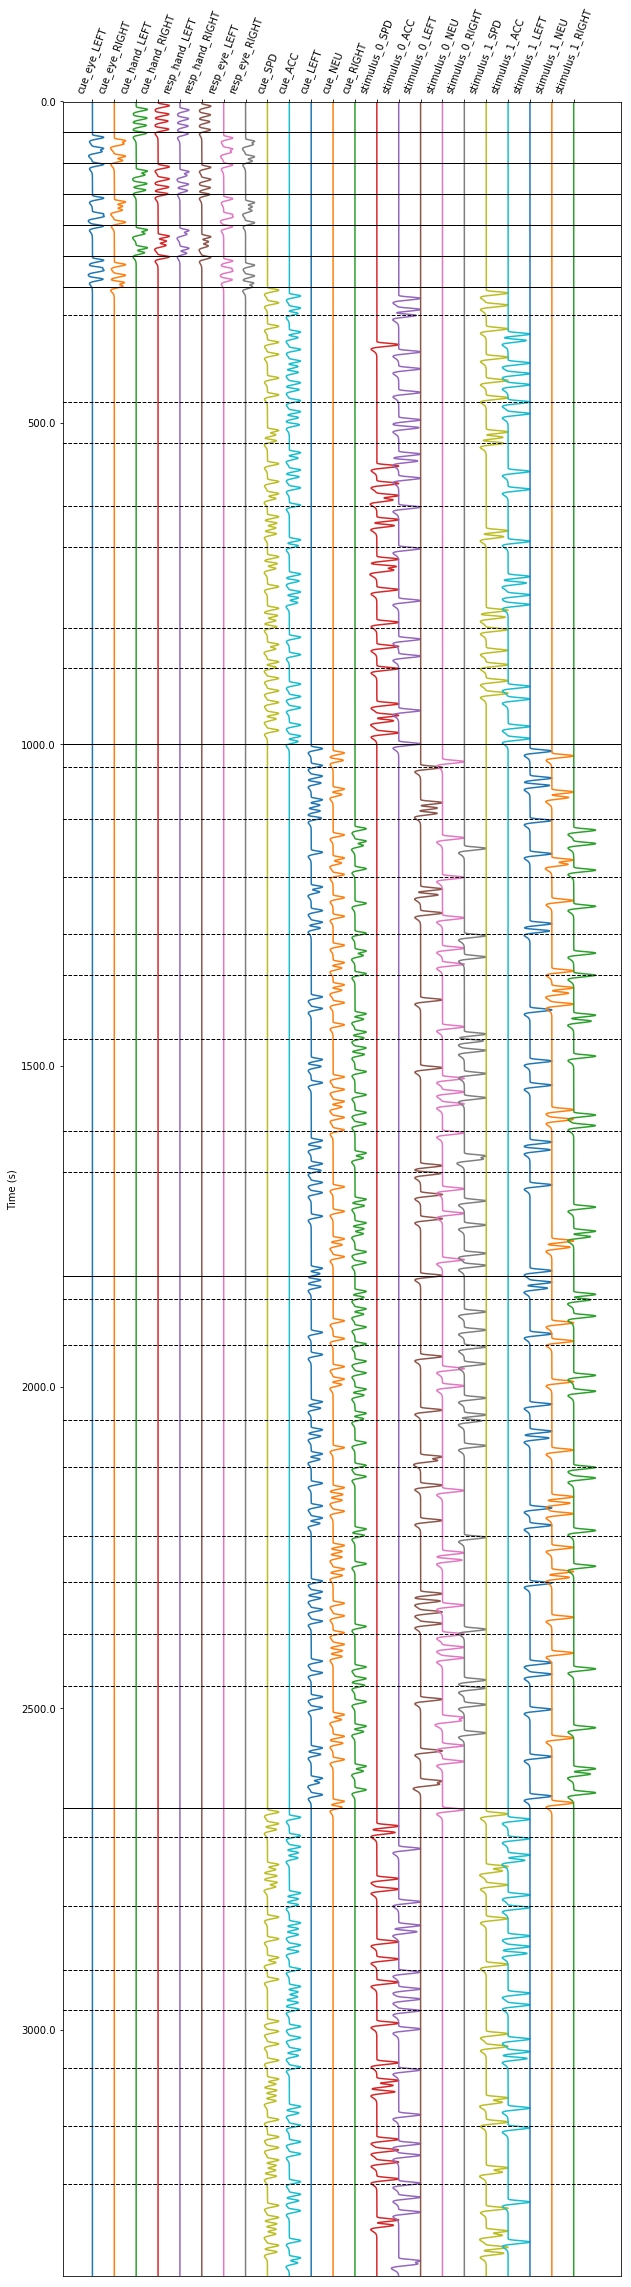 cue_eye_LEFT
cue_eye_RIGHT
cue_hand_LEFT
cue_hand_RIGHT
resp_hand_LEFT
resp_hand_RIGHT
resp_eye_LEFT
resp_eye_RIGHT
cue_SPD
cue_ACC
cue_LEFT
cue_NEU
cue_RIGHT
stimulus_0_SPD
stimulus_0_ACC
stimulus_0_LEFT
stimulus_0_NEU
stimulus_0_RIGHT
stimulus_1_SPD
stimulus_1_ACC
stimulus_1_LEFT
stimulus_1_NEU
stimulus_1_RIGHT
0.0
500.0
1000.0
1500.0
Time (s)
2000.0
2500.0
3000.0